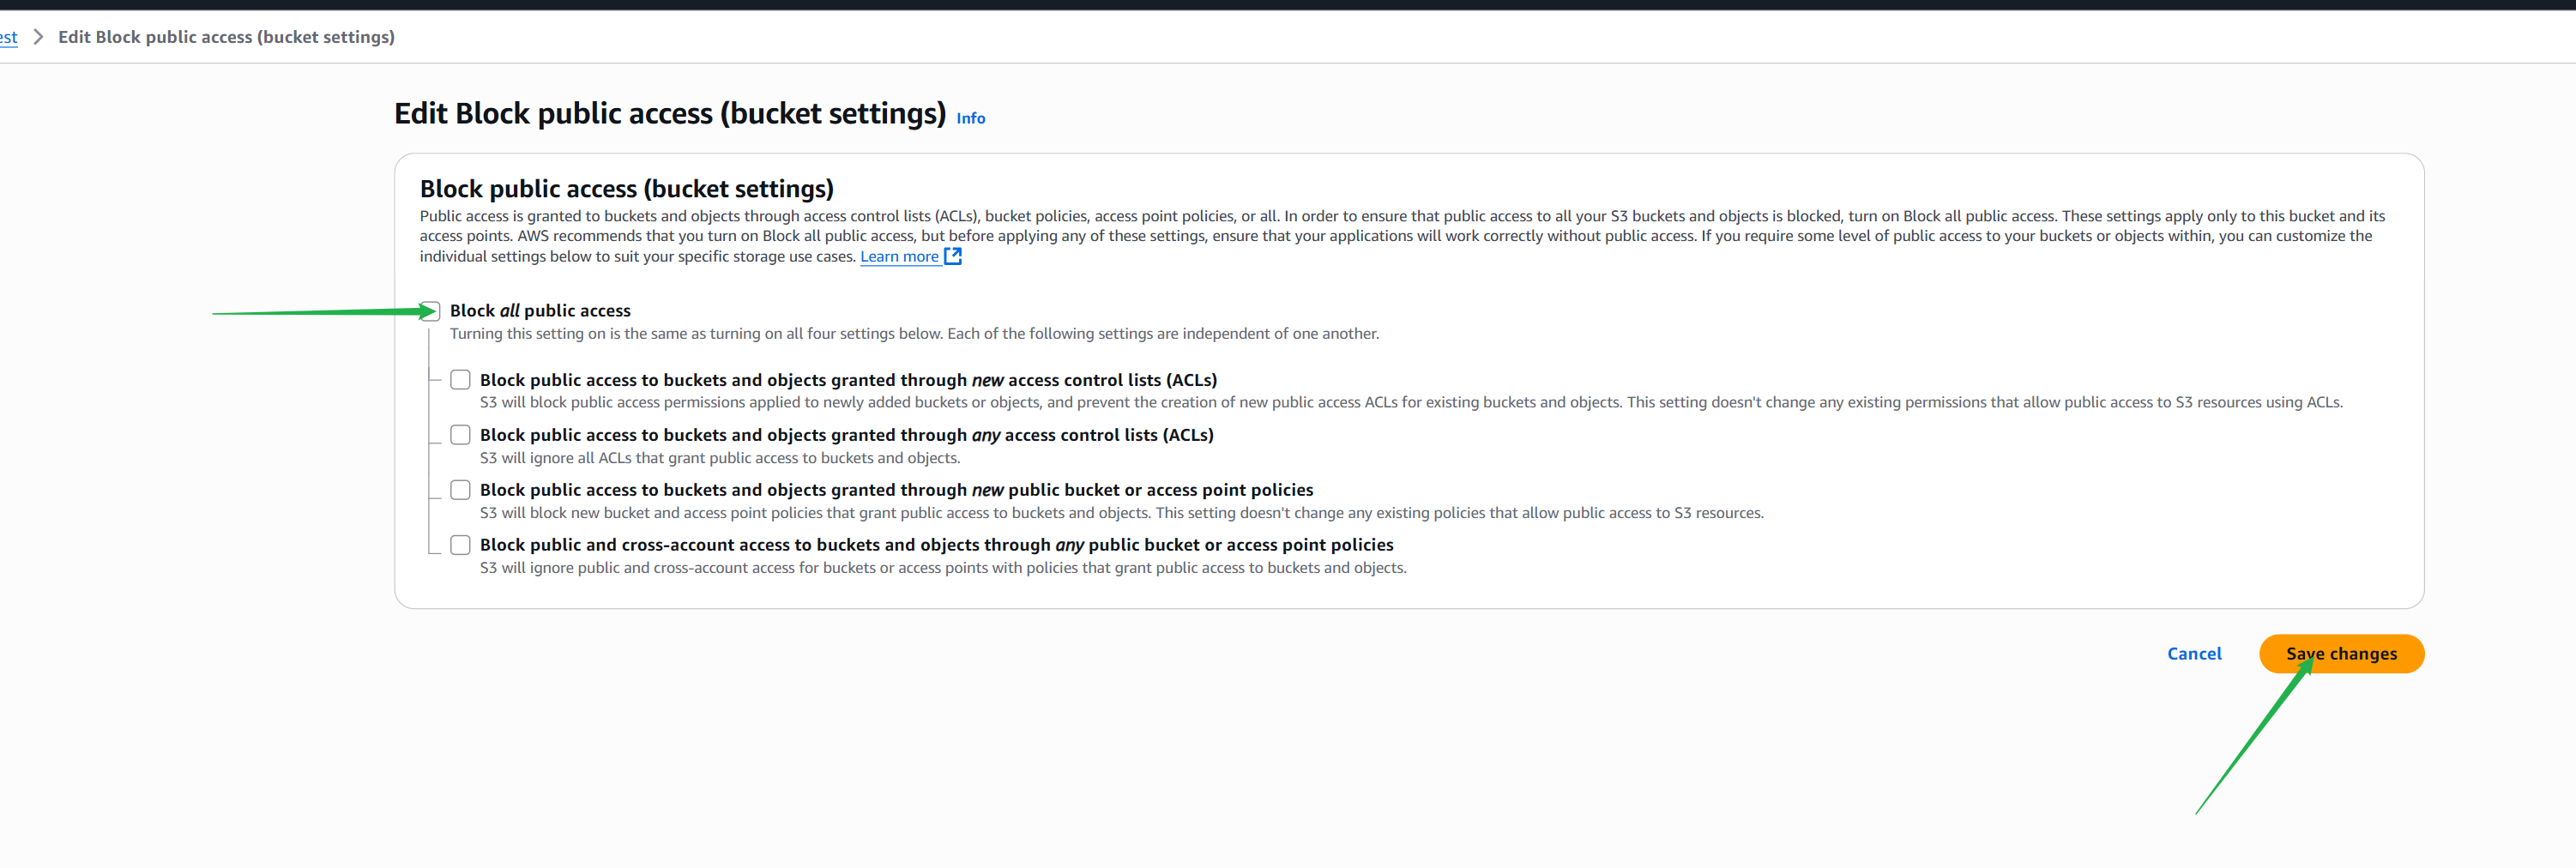 est > Edit Block public access (bucket settings)
Edit Block public access (bucket settings) Info
Block public access (bucket settings)
Public access is granted to buckets and objects through access control lists (ACLs), bucket policies, access point policies, or all. In order to ensure that public access to all your S3 buckets and objects is blocked, turn on Block all public access. These settings apply only to this bucket and its
access points. AWS recommends that you turn on Block all public access, but before applying any of these settings, ensure that your applications will work correctly without public access. If you require some level of public access to your buckets or objects within, you can customize the
individual settings below to suit your specific storage use cases. Learn more
Block all public access
Turning this setting on is the same as turning on all four settings below. Each of the following settings are independent of one another.
Block public access to buckets and objects granted through new access control lists (ACLs)
S3 will block public access permissions applied to newly added buckets or objects, and prevent the creation of new public access ACLs for existing buckets and objects. This setting doesn't change any existing permissions that allow public access to S3 resources using ACLs.
Block public access to buckets and objects granted through any access control lists (ACLs)
S3 will ignore all ACLs that grant public access to buckets and objects.
Block public access to buckets and objects granted through new public bucket or access point policies
S3 will block new bucket and access point policies that grant public access to buckets and objects. This setting doesn't change any existing policies that allow public access to S3 resources.
Block public and cross-account access to buckets and objects through any public bucket or access point policies
S3 will ignore public and cross-account access for buckets or access points with policies that grant public access to buckets and objects.
Cancel Save changes